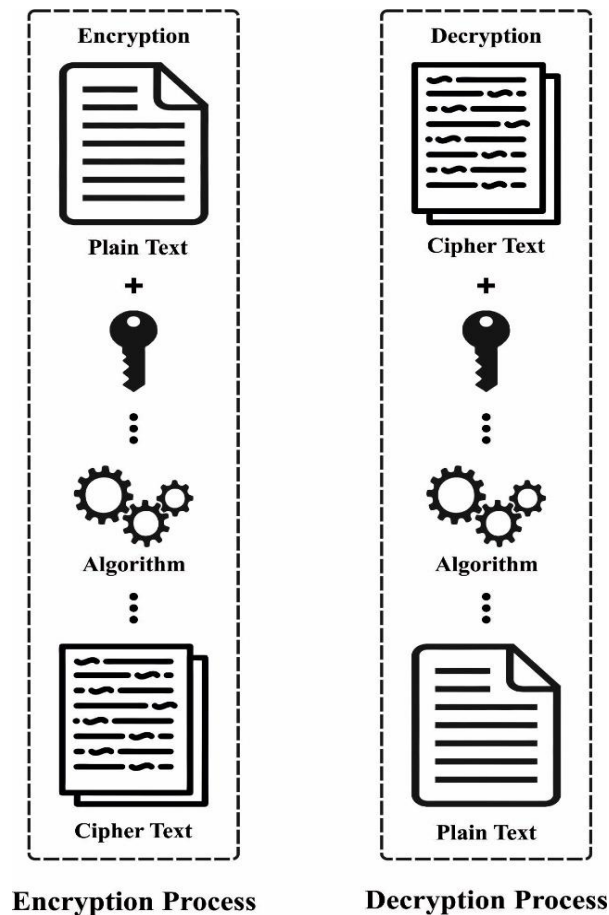 Encryption
Plain Text
+
Algorithm
Cipher Text
Encryption Process
Decryption
Cipher Text
+
Algorithm
Plain Text
Decryption Process